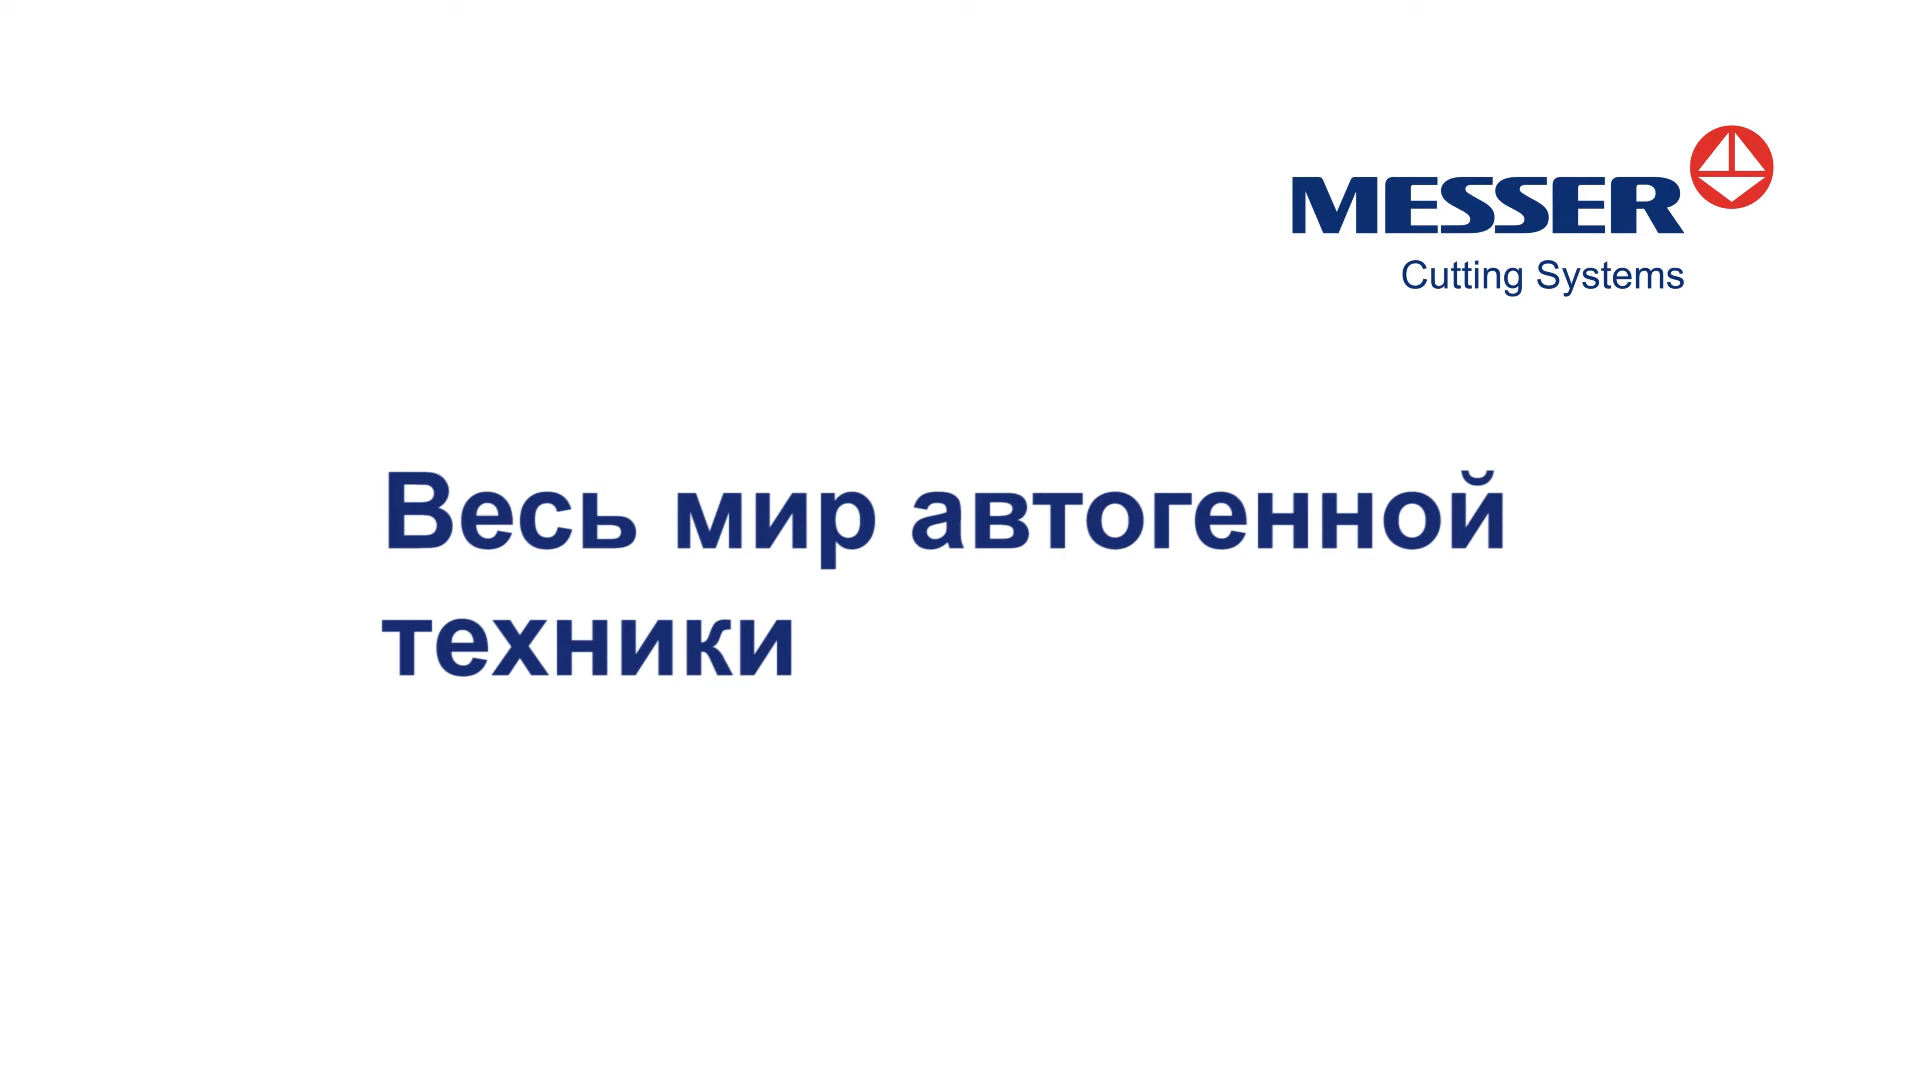 MESSER
Cutting Systems
Весь мир автогенной
техники